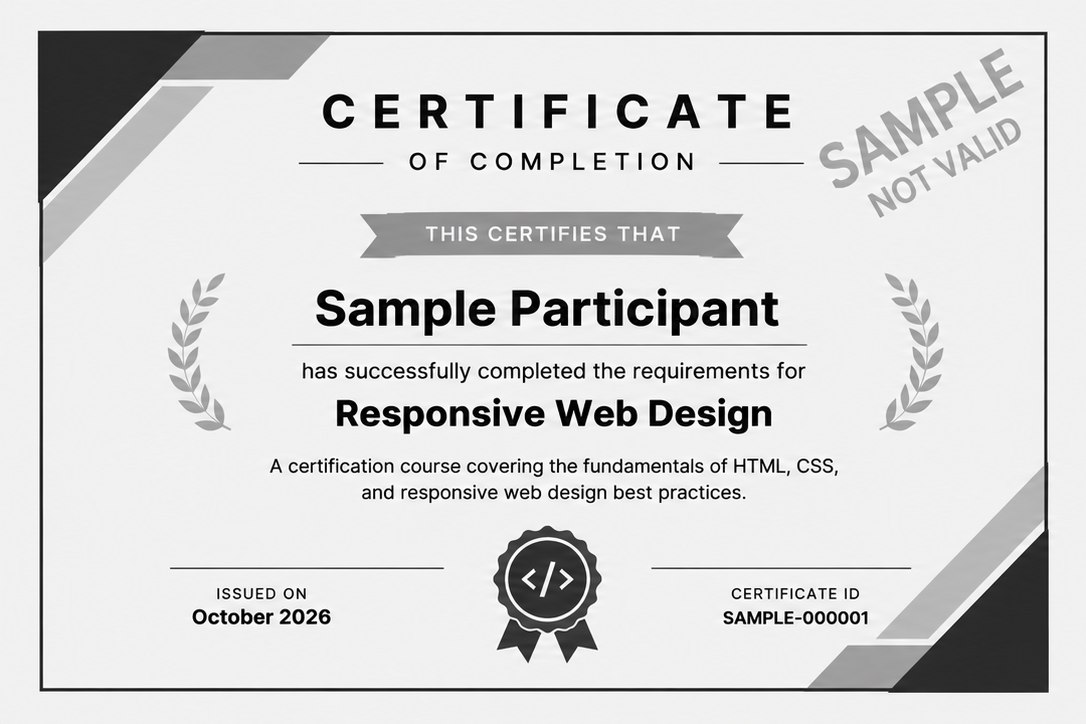 CERTIFICATE
OF COMPLETION
SAMPLE
NOT VALID
THIS CERTIFIES THAT
Sample Participant
has successfully completed the requirements for
Responsive Web Design
A certification course covering the fundamentals of HTML, CSS,
and responsive web design best practices.
</>
ISSUED ON
October 2026
CERTIFICATE ID
SAMPLE-000001